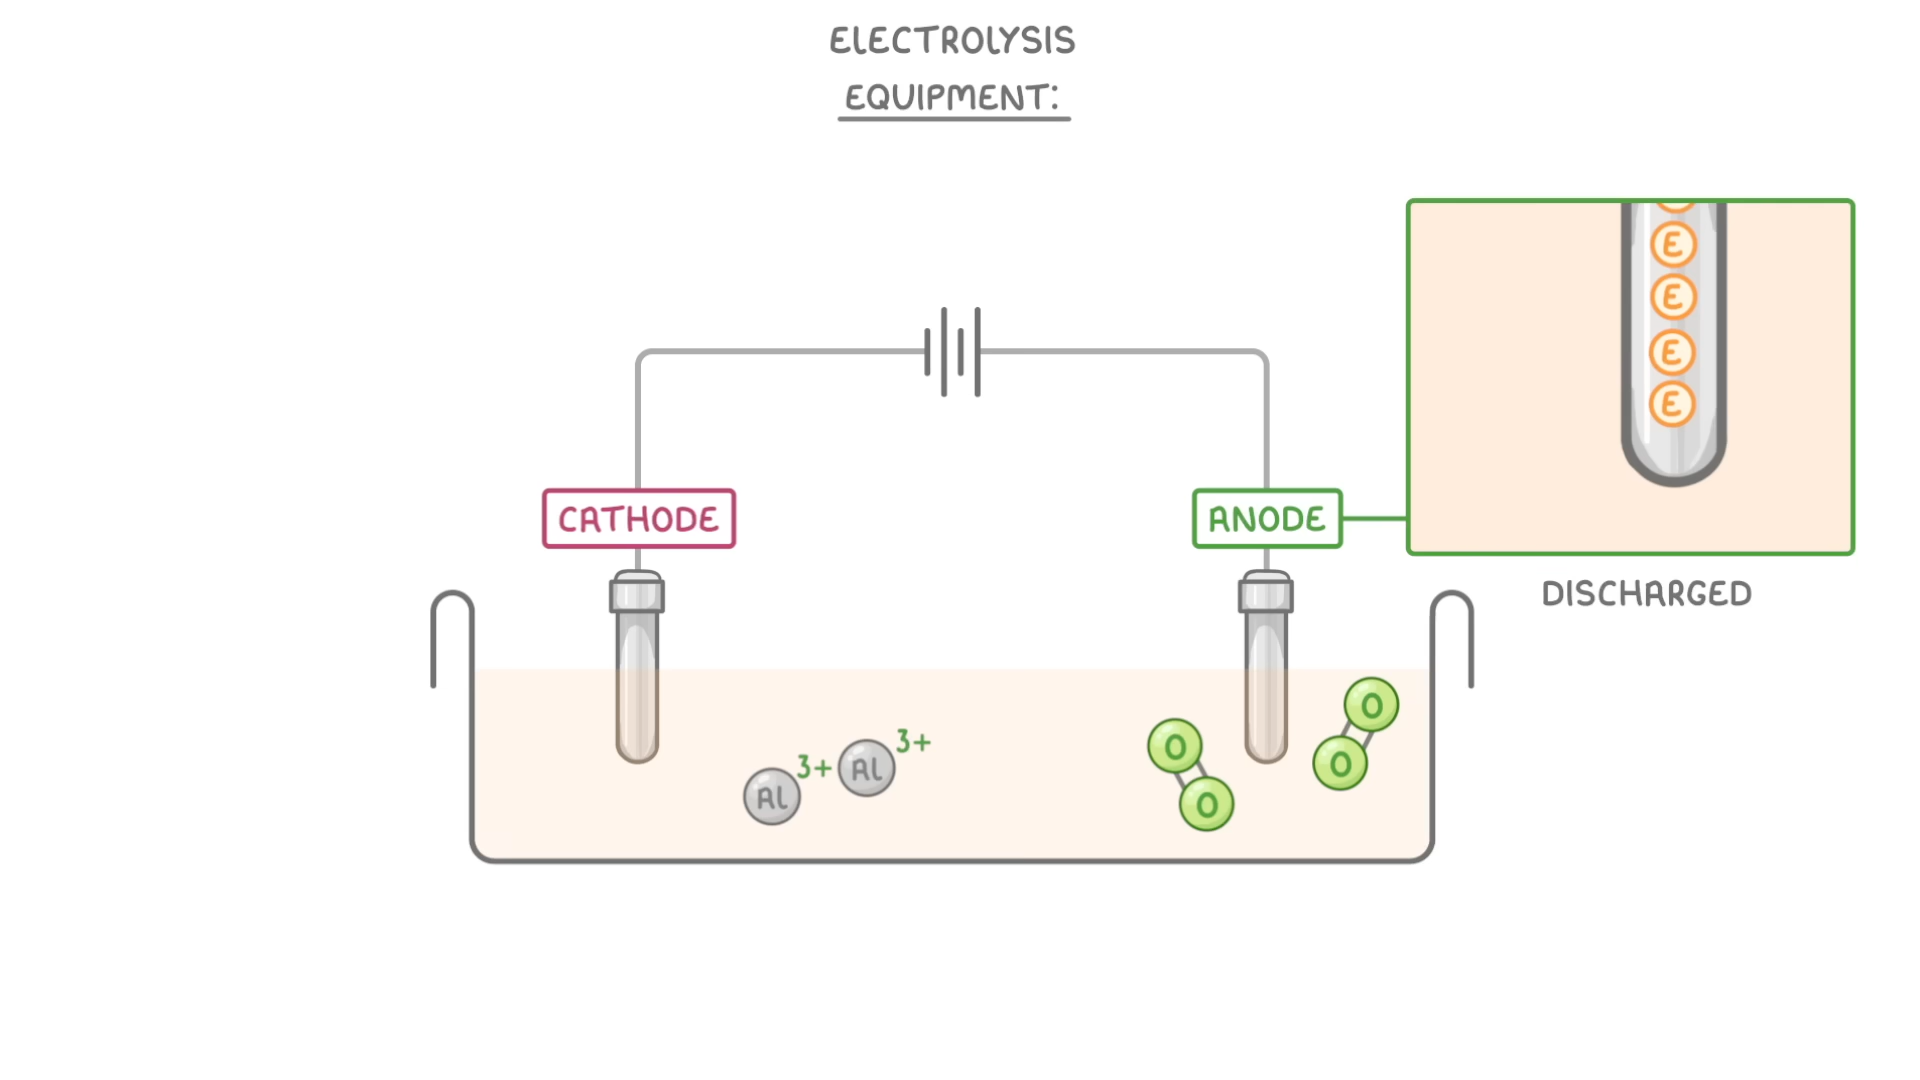 ELECTROLYSIS
EQUIPMENT:
E
E
E
E
CATHODE
ANODE
DISCHARGED
Al 3+
Al 3+
O
O
O
O